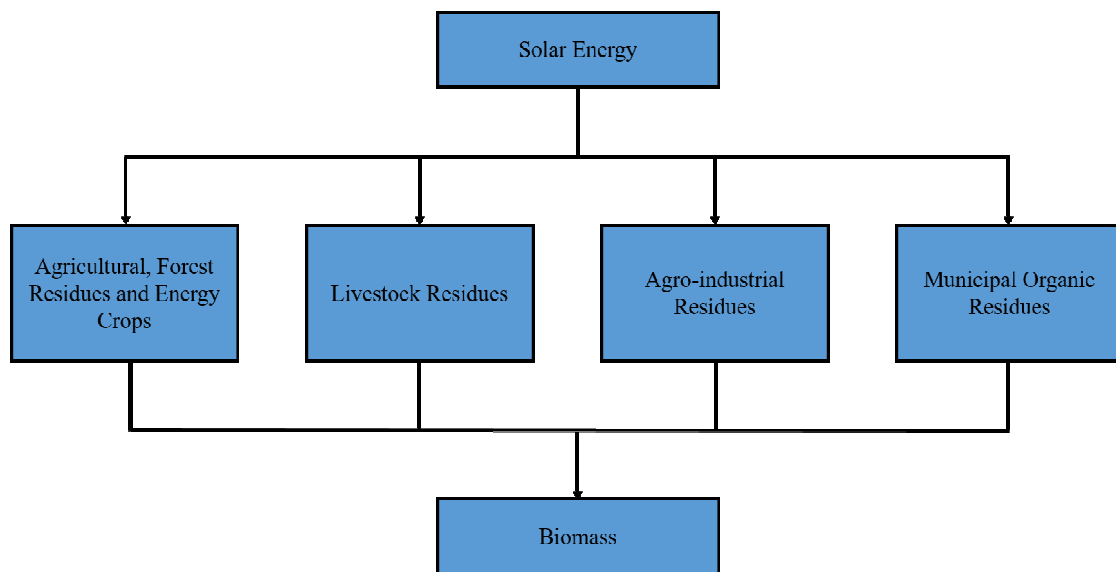 Solar Energy
Agricultural, Forest
Residues and Energy
Crops
Livestock Residues
Agro-industrial
Residues
Municipal Organic
Residues
Biomass